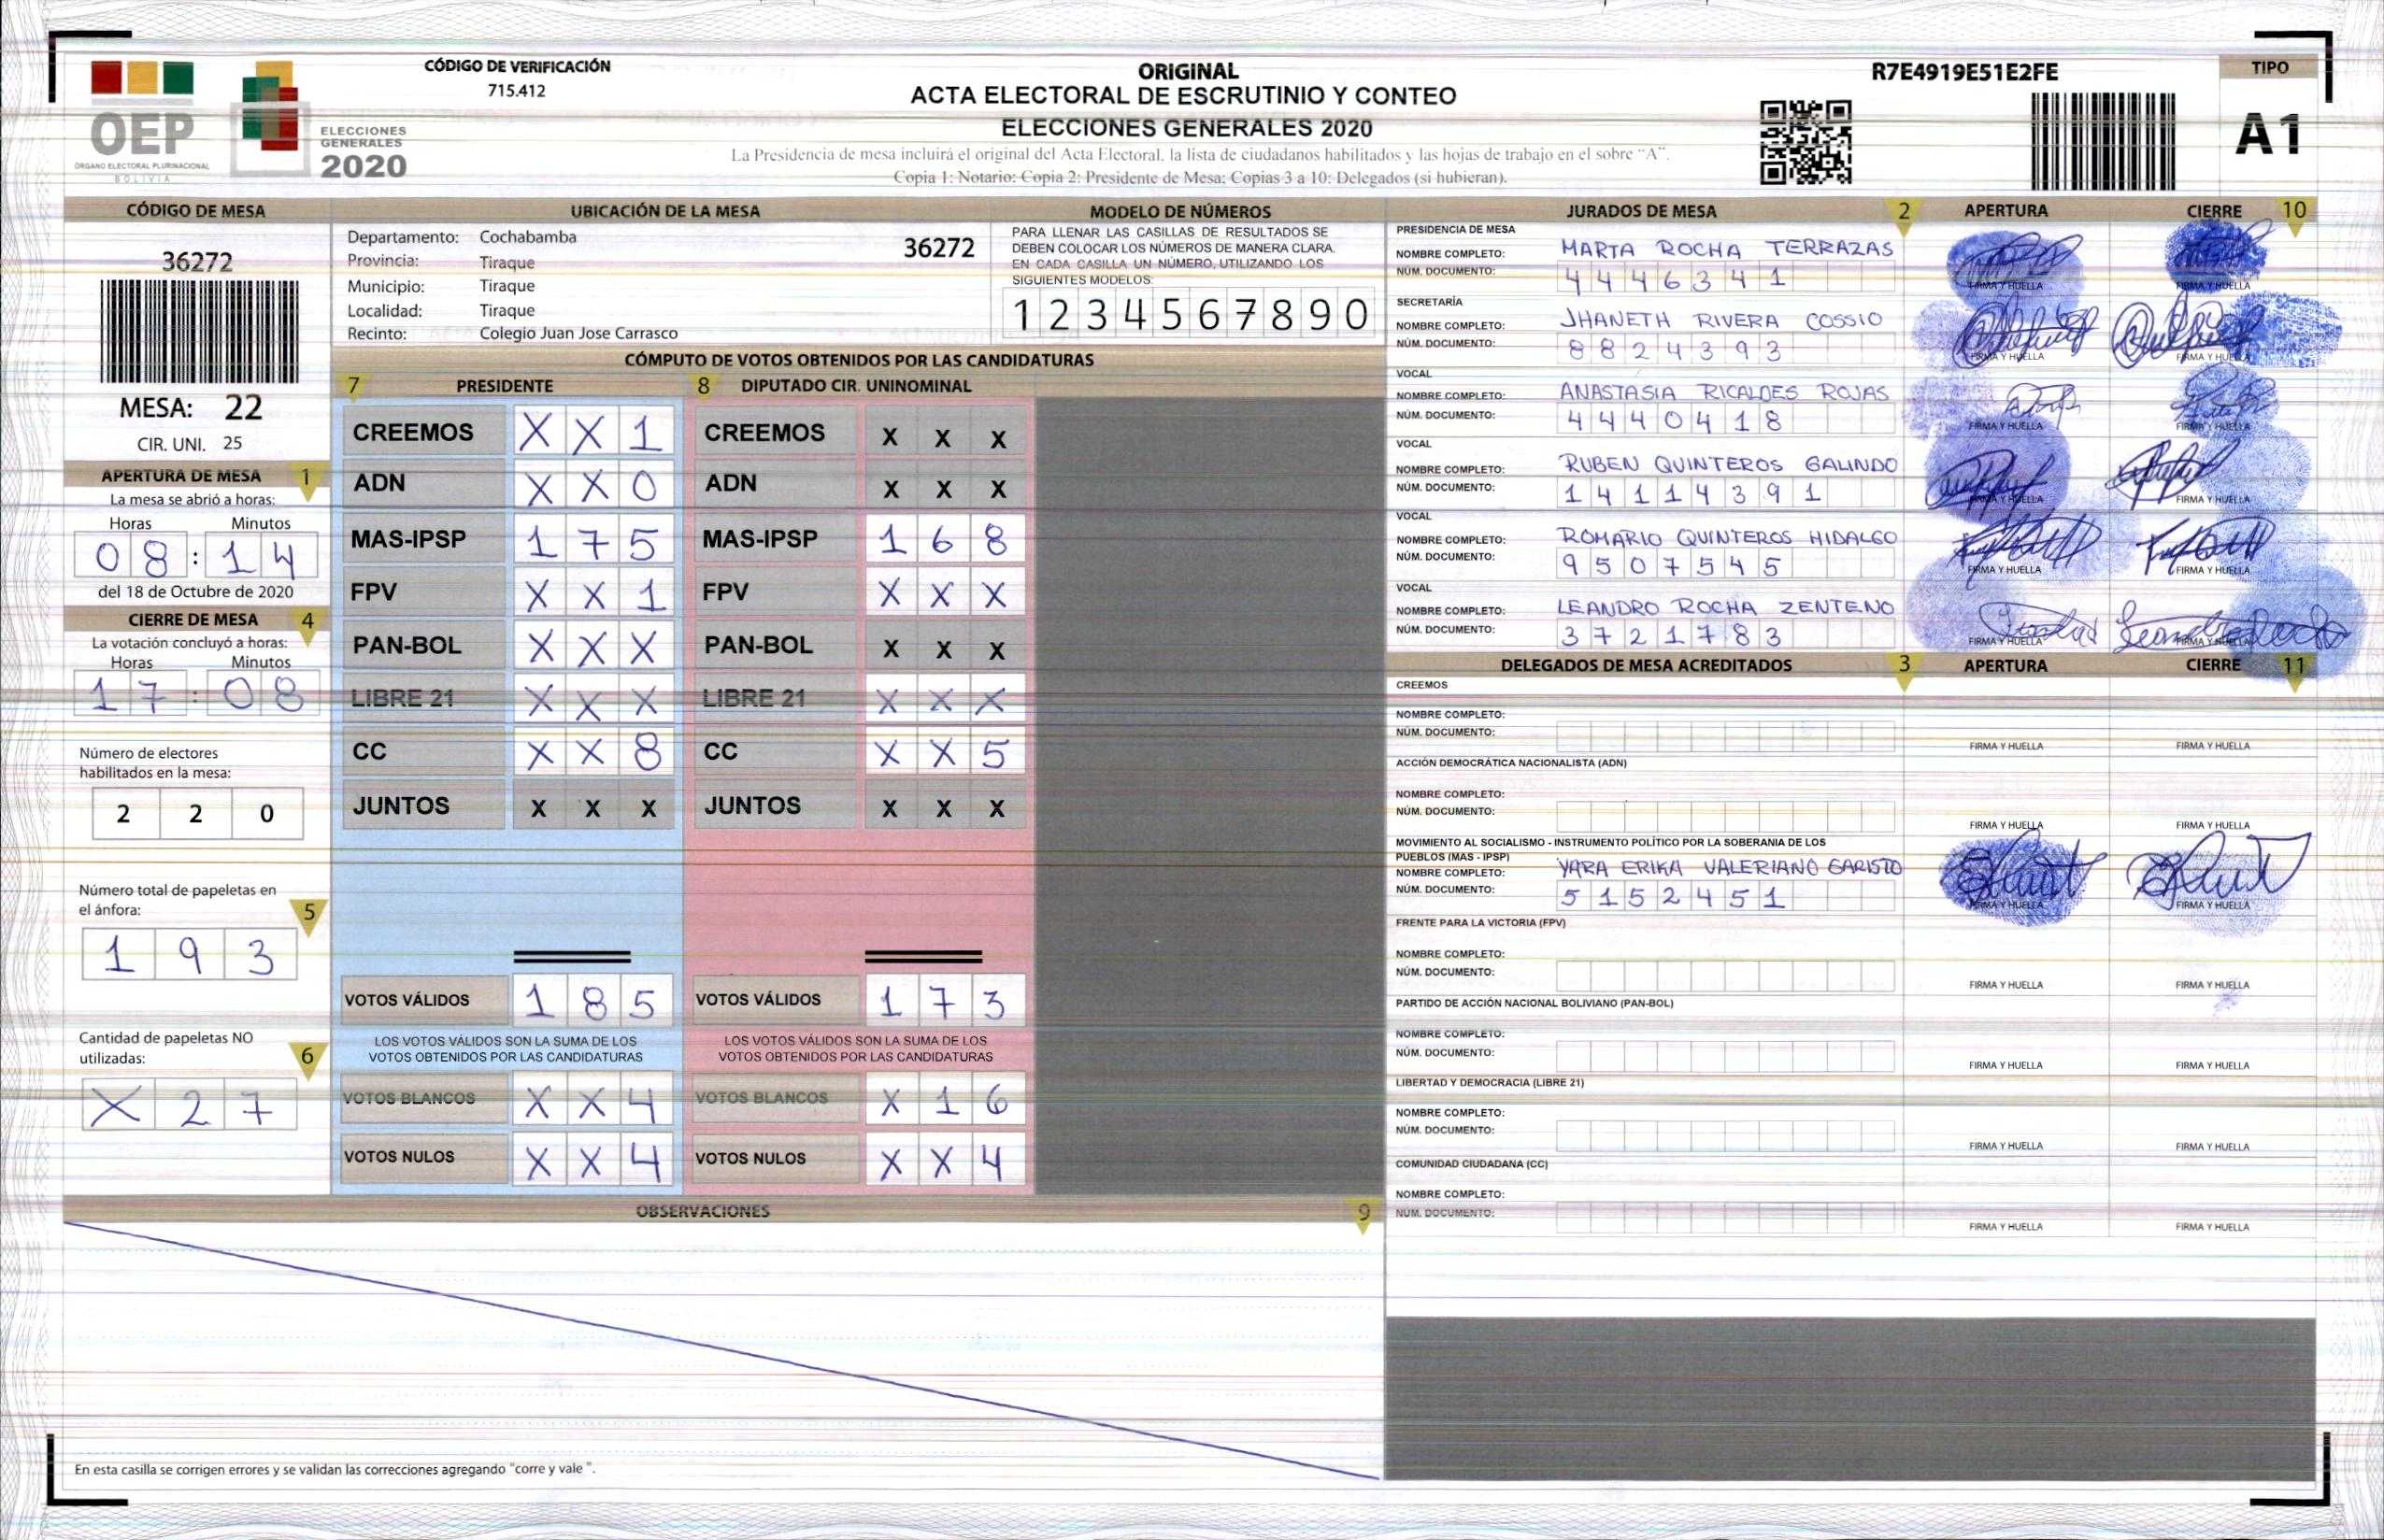 CÓDIGO DE VERIFICACIÓN
715.412
OEP
ÓRGANO ELECTORAL PLURINACIONAL
BOLIVIA
ELECCIONES
GENERALES
2020
ORIGINAL
ACTA ELECTORAL DE ESCRUTINIO Y CONTEO
ELECCIONES GENERALES 2020
La Presidencia de mesa incluirá el original del Acta Electoral, la lista de ciudadanos habilitados y las hojas de trabajo en el sobre "A".
Copia 1: Notario; Copia 2: Presidente de Mesa; Copias 3 a 10: Delegados (si hubieran).
R7E4919E51E2FE
TIPO
A1
CÓDIGO DE MESA
36272
MESA: 22
CIR. UNI. 25
APERTURA DE MESA 1
La mesa se abrió a horas:
Horas Minutos
08:14
del 18 de Octubre de 2020
CIERRE DE MESA 4
La votación concluyó a horas:
Horas Minutos
17:08
Número de electores
habilitados en la mesa:
2 2 0
Número total de papeletas en
el ánfora: 5
1 9 3
Cantidad de papeletas NO
utilizadas: 6
X 2 7
UBICACIÓN DE LA MESA
Departamento: Cochabamba
36272
Provincia: Tiraque
Municipio: Tiraque
Localidad: Tiraque
Recinto: Colegio Juan Jose Carrasco
MODELO DE NÚMEROS
PARA LLENAR LAS CASILLAS DE RESULTADOS SE
DEBEN COLOCAR LOS NÚMEROS DE MANERA CLARA.
EN CADA CASILLA UN NÚMERO, UTILIZANDO LOS
SIGUIENTES MODELOS:
1 2 3 4 5 6 7 8 9 0
CÓMPUTO DE VOTOS OBTENIDOS POR LAS CANDIDATURAS
7 PRESIDENTE 8 DIPUTADO CIR. UNINOMINAL
CREEMOS X X 1 CREEMOS X X X
ADN X X 0 ADN X X X
MAS-IPSP 1 7 5 MAS-IPSP 1 6 8
FPV X X 1 FPV X X X
PAN-BOL X X X PAN-BOL X X X
LIBRE 21 X X X LIBRE 21 X X X
CC X X 8 CC X X 5
JUNTOS X X X JUNTOS X X X
VOTOS VÁLIDOS 1 8 5 VOTOS VÁLIDOS 1 7 3
LOS VOTOS VÁLIDOS SON LA SUMA DE LOS LOS VOTOS VÁLIDOS SON LA SUMA DE LOS
VOTOS OBTENIDOS POR LAS CANDIDATURAS VOTOS OBTENIDOS POR LAS CANDIDATURAS
VOTOS BLANCOS X X 4 VOTOS BLANCOS X 1 6
VOTOS NULOS X X 4 VOTOS NULOS X X 4
OBSERVACIONES 9
En esta casilla se corrigen errores y se validan las correcciones agregando "corre y vale ".
JURADOS DE MESA 2 APERTURA CIERRE 10
PRESIDENCIA DE MESA
NOMBRE COMPLETO: MARTA ROCHA TERRAZAS
NÚM. DOCUMENTO: 4446341 FIRMA Y HUELLA FIRMA Y HUELLA
SECRETARÍA
NOMBRE COMPLETO: JHANETH RIVERA COSSIO
NÚM. DOCUMENTO: 8824393 FIRMA Y HUELLA FIRMA Y HUELLA
VOCAL
NOMBRE COMPLETO: ANASTASIA RICALDES ROJAS
NÚM. DOCUMENTO: 4440418 FIRMA Y HUELLA FIRMA Y HUELLA
VOCAL
NOMBRE COMPLETO: RUBEN QUINTEROS GALINDO
NÚM. DOCUMENTO: 14114391 FIRMA Y HUELLA FIRMA Y HUELLA
VOCAL
NOMBRE COMPLETO: ROMARIO QUINTEROS HIDALGO
NÚM. DOCUMENTO: 9507545 FIRMA Y HUELLA FIRMA Y HUELLA
VOCAL
NOMBRE COMPLETO: LEANDRO ROCHA ZENTENO
NÚM. DOCUMENTO: 3721783 FIRMA Y HUELLA FIRMA Y HUELLA
DELEGADOS DE MESA ACREDITADOS 3 APERTURA CIERRE 11
CREEMOS
NOMBRE COMPLETO:
NÚM. DOCUMENTO: FIRMA Y HUELLA FIRMA Y HUELLA
ACCIÓN DEMOCRÁTICA NACIONALISTA (ADN)
NOMBRE COMPLETO:
NÚM. DOCUMENTO: FIRMA Y HUELLA FIRMA Y HUELLA
MOVIMIENTO AL SOCIALISMO - INSTRUMENTO POLÍTICO POR LA SOBERANIA DE LOS
PUEBLOS (MAS - IPSP)
NOMBRE COMPLETO: YARA ERIKA VALERIANO GARISTO
NÚM. DOCUMENTO: 5152451 FIRMA Y HUELLA FIRMA Y HUELLA
FRENTE PARA LA VICTORIA (FPV)
NOMBRE COMPLETO:
NÚM. DOCUMENTO: FIRMA Y HUELLA FIRMA Y HUELLA
PARTIDO DE ACCIÓN NACIONAL BOLIVIANO (PAN-BOL)
NOMBRE COMPLETO:
NÚM. DOCUMENTO: FIRMA Y HUELLA FIRMA Y HUELLA
LIBERTAD Y DEMOCRACIA (LIBRE 21)
NOMBRE COMPLETO:
NÚM. DOCUMENTO: FIRMA Y HUELLA FIRMA Y HUELLA
COMUNIDAD CIUDADANA (CC)
NOMBRE COMPLETO:
NÚM. DOCUMENTO: FIRMA Y HUELLA FIRMA Y HUELLA